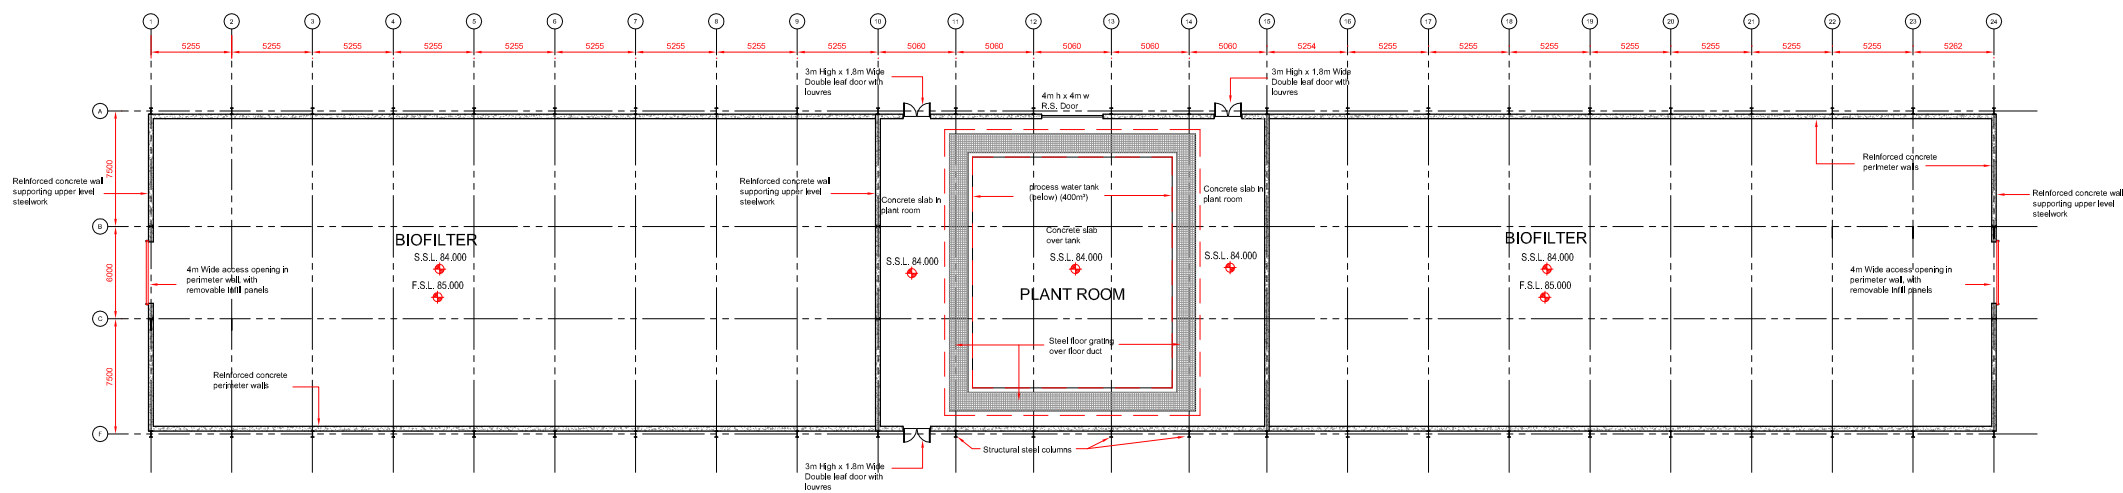 1 2 3 4 5 6 7 8 9 10 11 12 13 14 15 16 17 18 19 20 21 22 23 24
5255 5255 5255 5255 5255 5255 5255 5255 5255 5060 5060 5060 5060 5060 5254 5255 5255 5255 5255 5255 5255 5255 5262
3m High x 1.8m Wide
Double leaf door with
louvres
4m h x 4m w
R.S. Door
3m High x 1.8m Wide
Double leaf door with
louvres
A
7500
B
6000
C
7500
F
Reinforced concrete wall
supporting upper level
steelwork
Reinforced concrete wall
supporting upper level
steelwork
Concrete slab in
plant room
process water tank
(below) (400m³)
Concrete slab in
plant room
Reinforced concrete
perimeter walls
Reinforced concrete wall
supporting upper level
steelwork
BIOFILTER
S.S.L. 84.000
F.S.L. 85.000
4m Wide access opening in
perimeter wall, with
removable infill panels
S.S.L. 84.000
Concrete slab
over tank
S.S.L. 84.000
PLANT ROOM
S.S.L. 84.000
BIOFILTER
S.S.L. 84.000
F.S.L. 85.000
4m Wide access opening in
perimeter wall, with
removable infill panels
Steel floor grating
over floor duct
Reinforced concrete
perimeter walls
Structural steel columns
3m High x 1.8m Wide
Double leaf door with
louvres